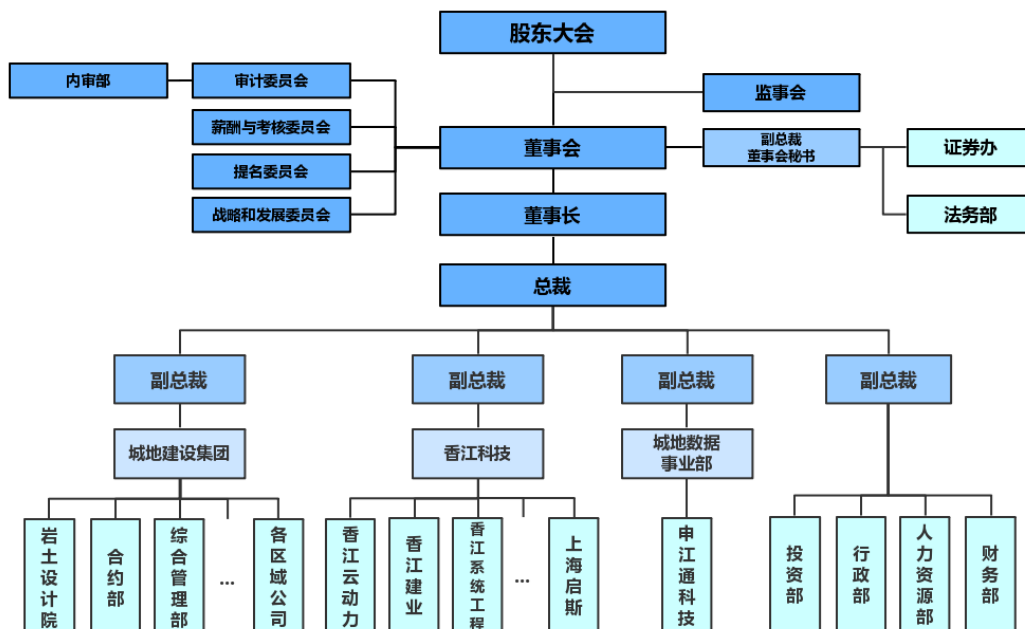 股东大会
内审部
审计委员会
监事会
薪酬与考核委员会
董事会
副总裁
董事会秘书
证券办
提名委员会
战略和发展委员会
董事长
法务部
总裁
副总裁
副总裁
副总裁
副总裁
城地建设集团
香江科技
城地数据
事业部
岩土设计院
合约部
综合管理部
...
各区域公司
香江云动力
香江建业
香江系统工程
...
上海启斯
申江通科技
投资部
行政部
人力资源部
财务部